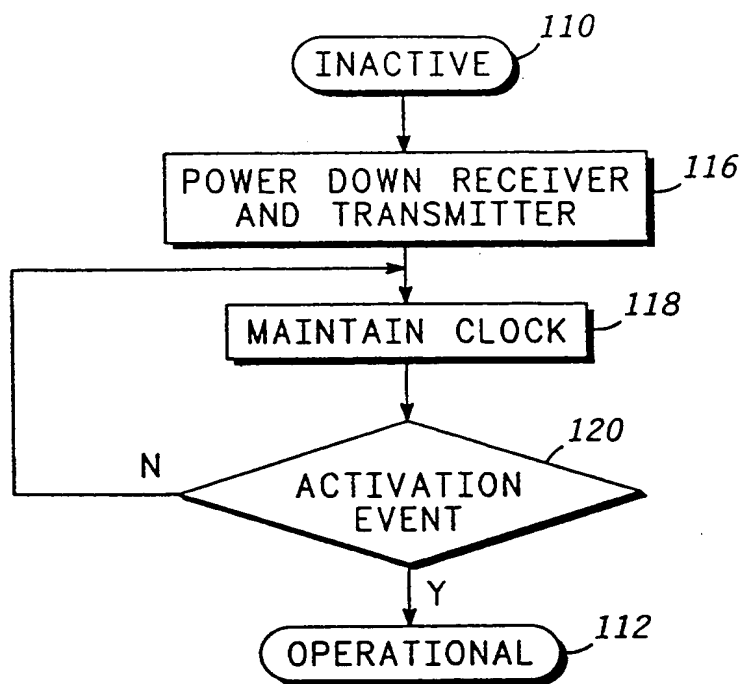 INACTIVE 110
POWER DOWN RECEIVER
AND TRANSMITTER
116
MAINTAIN CLOCK 118
120
N
ACTIVATION
EVENT
Y
OPERATIONAL 112